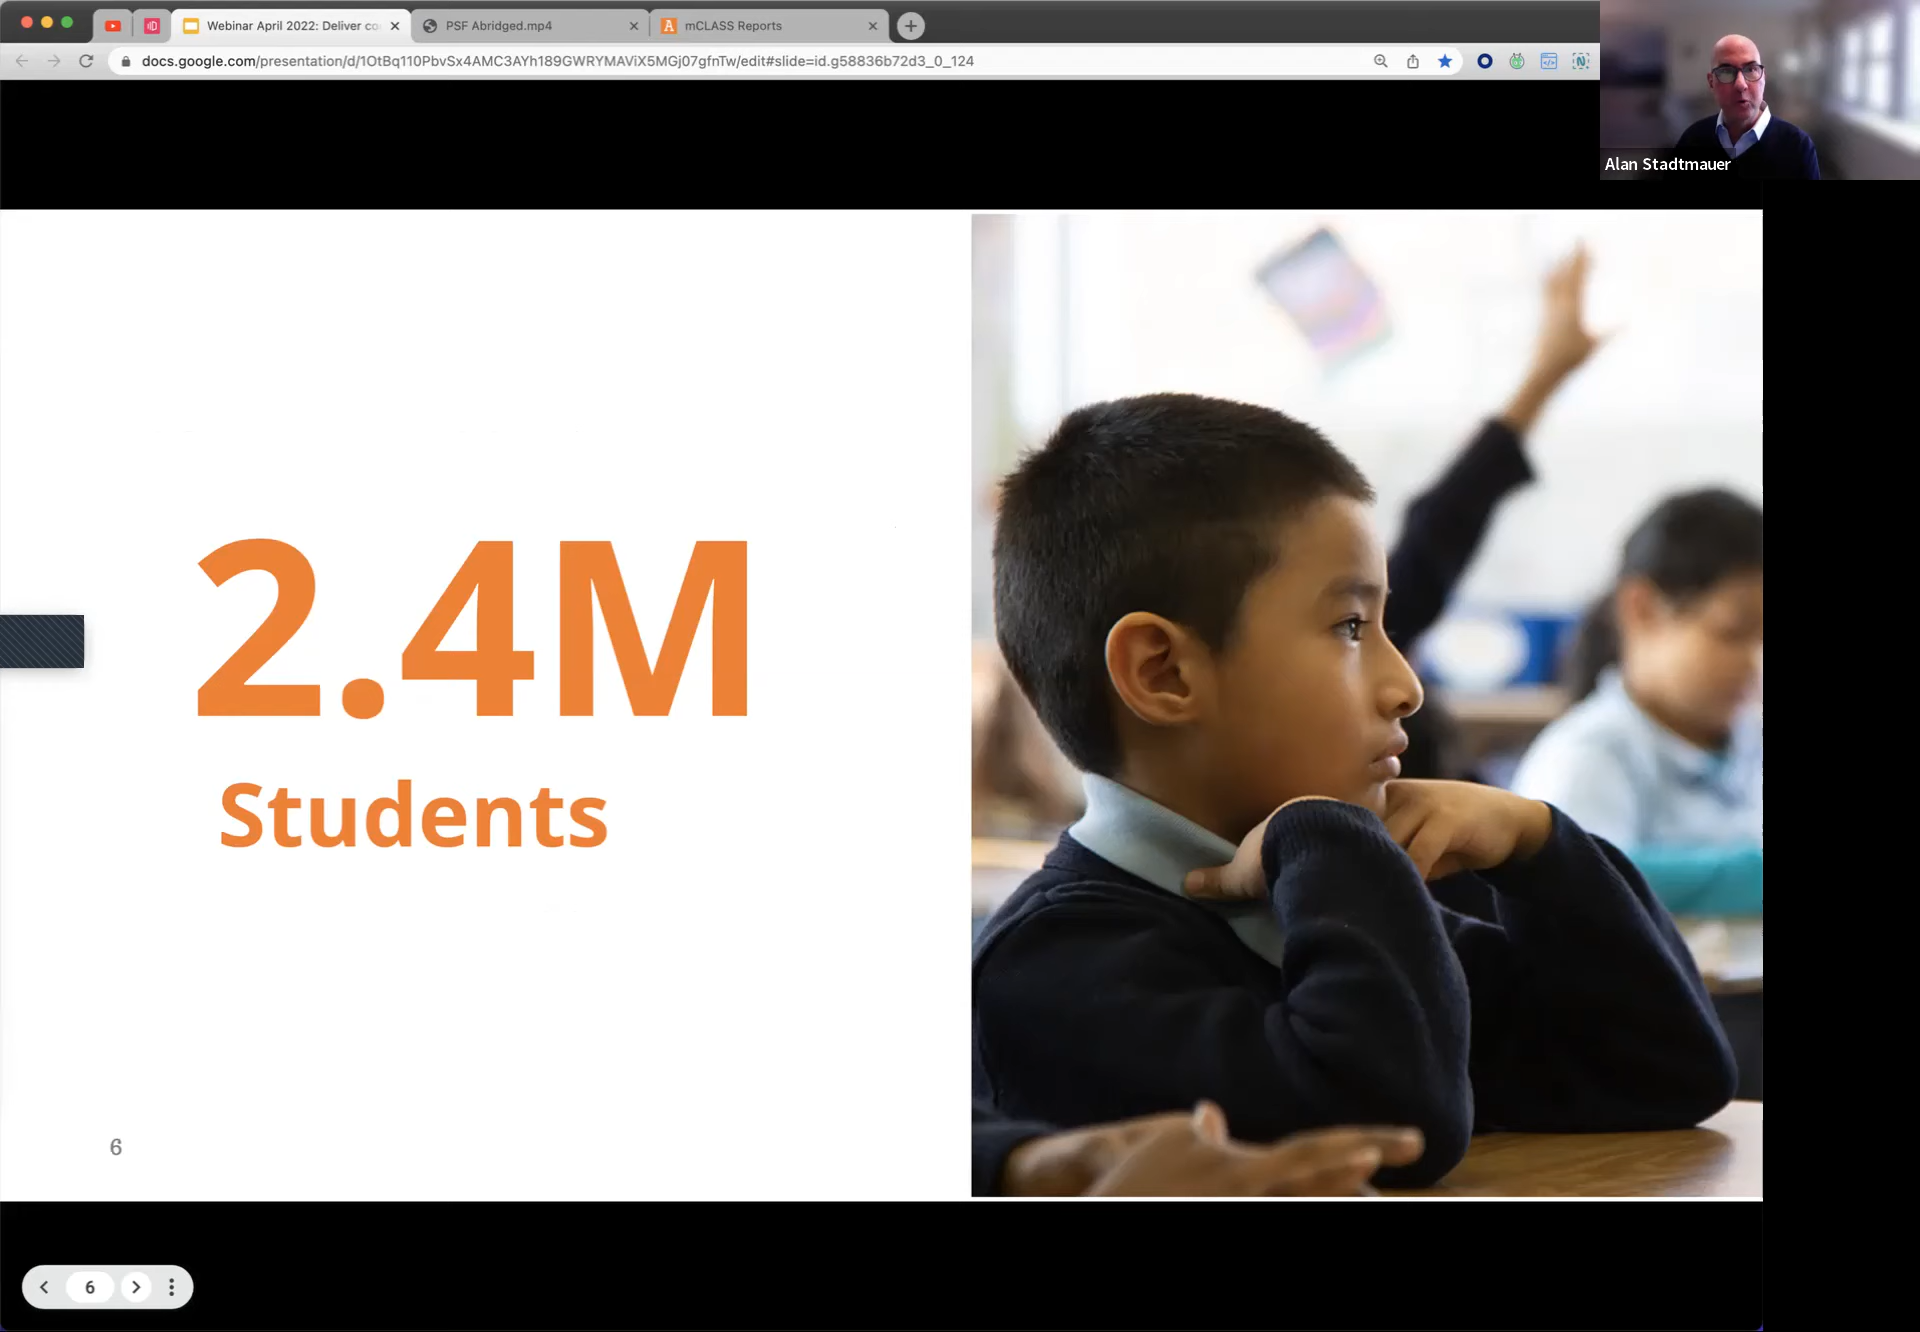 Webinar April 2022: Deliver co
PSF Abridged.mp4
mCLASS Reports
docs.google.com/presentation/d/1OtBq110PbvSx4AMC3AYh189GWRYMAViX5MGj07gfnTw/edit#slide=id.g58836b72d3_0_124
Alan Stadtmauer
2.4M
Students
6
6